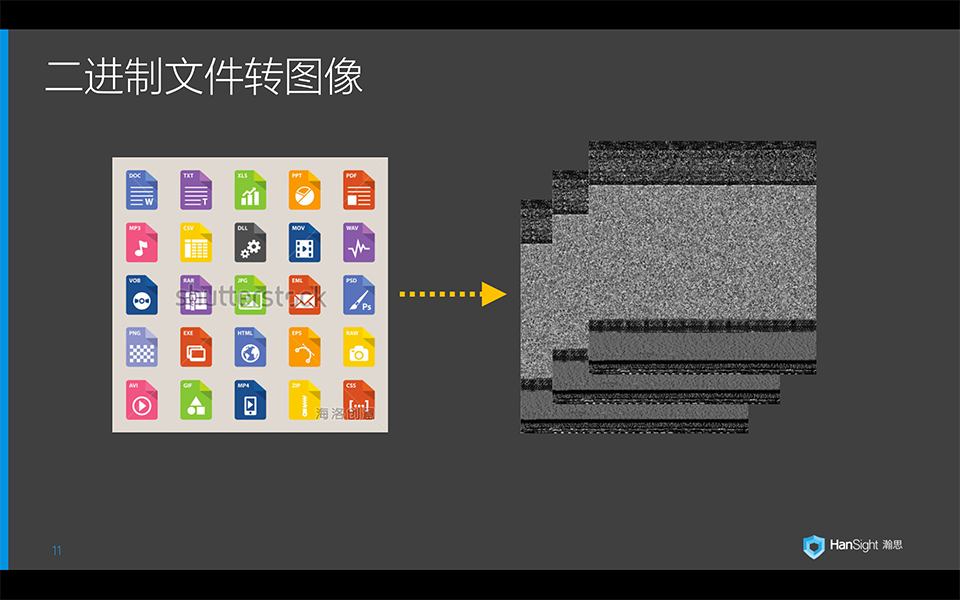 二进制文件转图像
DOC TXT XLS PPT PDF
W T
MP3 CSV DLL MOV WAV
VOB RAR JPG EML PSD
shutterstock
Ps
PNG EXE HTML EPS RAW
AVI GIF MP4 ZIP CSS
海洛创意
11
HanSight 瀚思